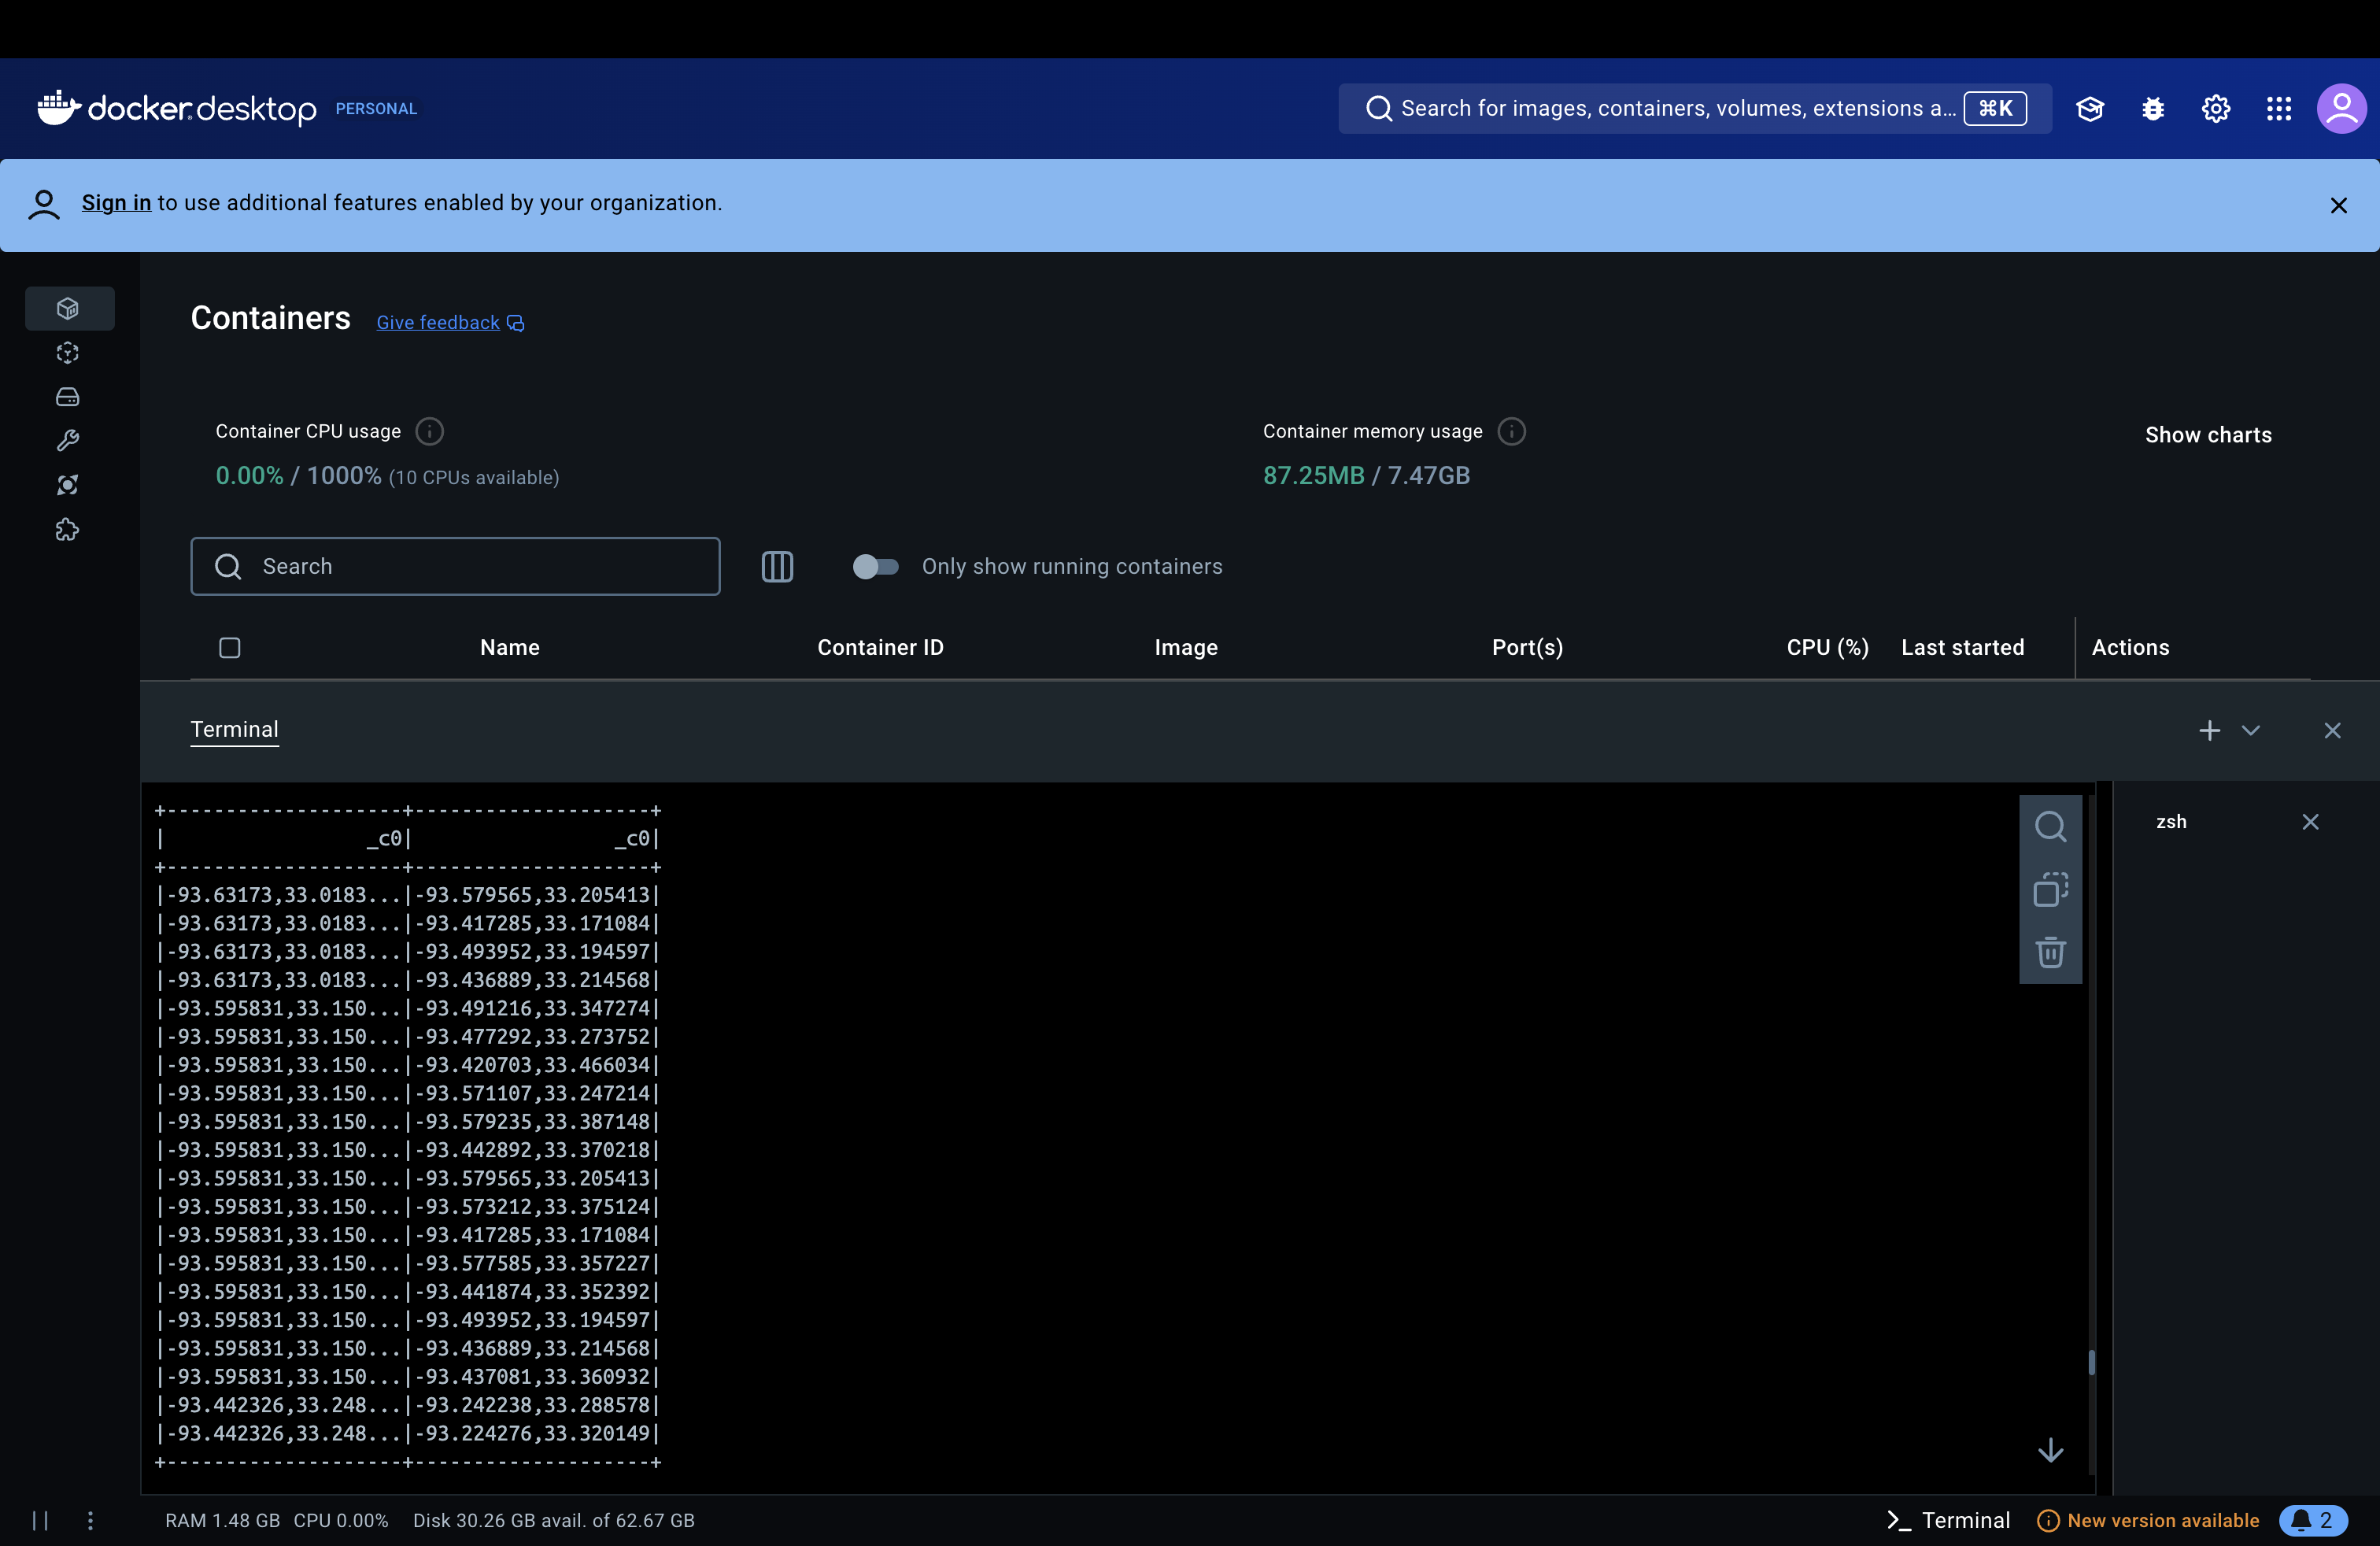 docker desktop PERSONAL
Search for images, containers, volumes, extensions a... ⌘K
Sign in to use additional features enabled by your organization.
Containers Give feedback
Container CPU usage
0.00% / 1000% (10 CPUs available)
Container memory usage
87.25MB / 7.47GB
Show charts
Search
Only show running containers
Name Container ID Image Port(s) CPU (%) Last started Actions
Terminal
+--------------------+--------------------+
|                 _c0|                 _c0|
+--------------------+--------------------+
|-93.63173,33.0183...|-93.579565,33.205413|
|-93.63173,33.0183...|-93.417285,33.171084|
|-93.63173,33.0183...|-93.493952,33.194597|
|-93.63173,33.0183...|-93.436889,33.214568|
|-93.595831,33.150...|-93.491216,33.347274|
|-93.595831,33.150...|-93.477292,33.273752|
|-93.595831,33.150...|-93.420703,33.466034|
|-93.595831,33.150...|-93.571107,33.247214|
|-93.595831,33.150...|-93.579235,33.387148|
|-93.595831,33.150...|-93.442892,33.370218|
|-93.595831,33.150...|-93.579565,33.205413|
|-93.595831,33.150...|-93.573212,33.375124|
|-93.595831,33.150...|-93.417285,33.171084|
|-93.595831,33.150...|-93.577585,33.357227|
|-93.595831,33.150...|-93.441874,33.352392|
|-93.595831,33.150...|-93.493952,33.194597|
|-93.595831,33.150...|-93.436889,33.214568|
|-93.595831,33.150...|-93.437081,33.360932|
|-93.442326,33.248...|-93.242238,33.288578|
|-93.442326,33.248...|-93.224276,33.320149|
+--------------------+--------------------+
zsh
RAM 1.48 GB CPU 0.00% Disk 30.26 GB avail. of 62.67 GB
Terminal
New version available
2